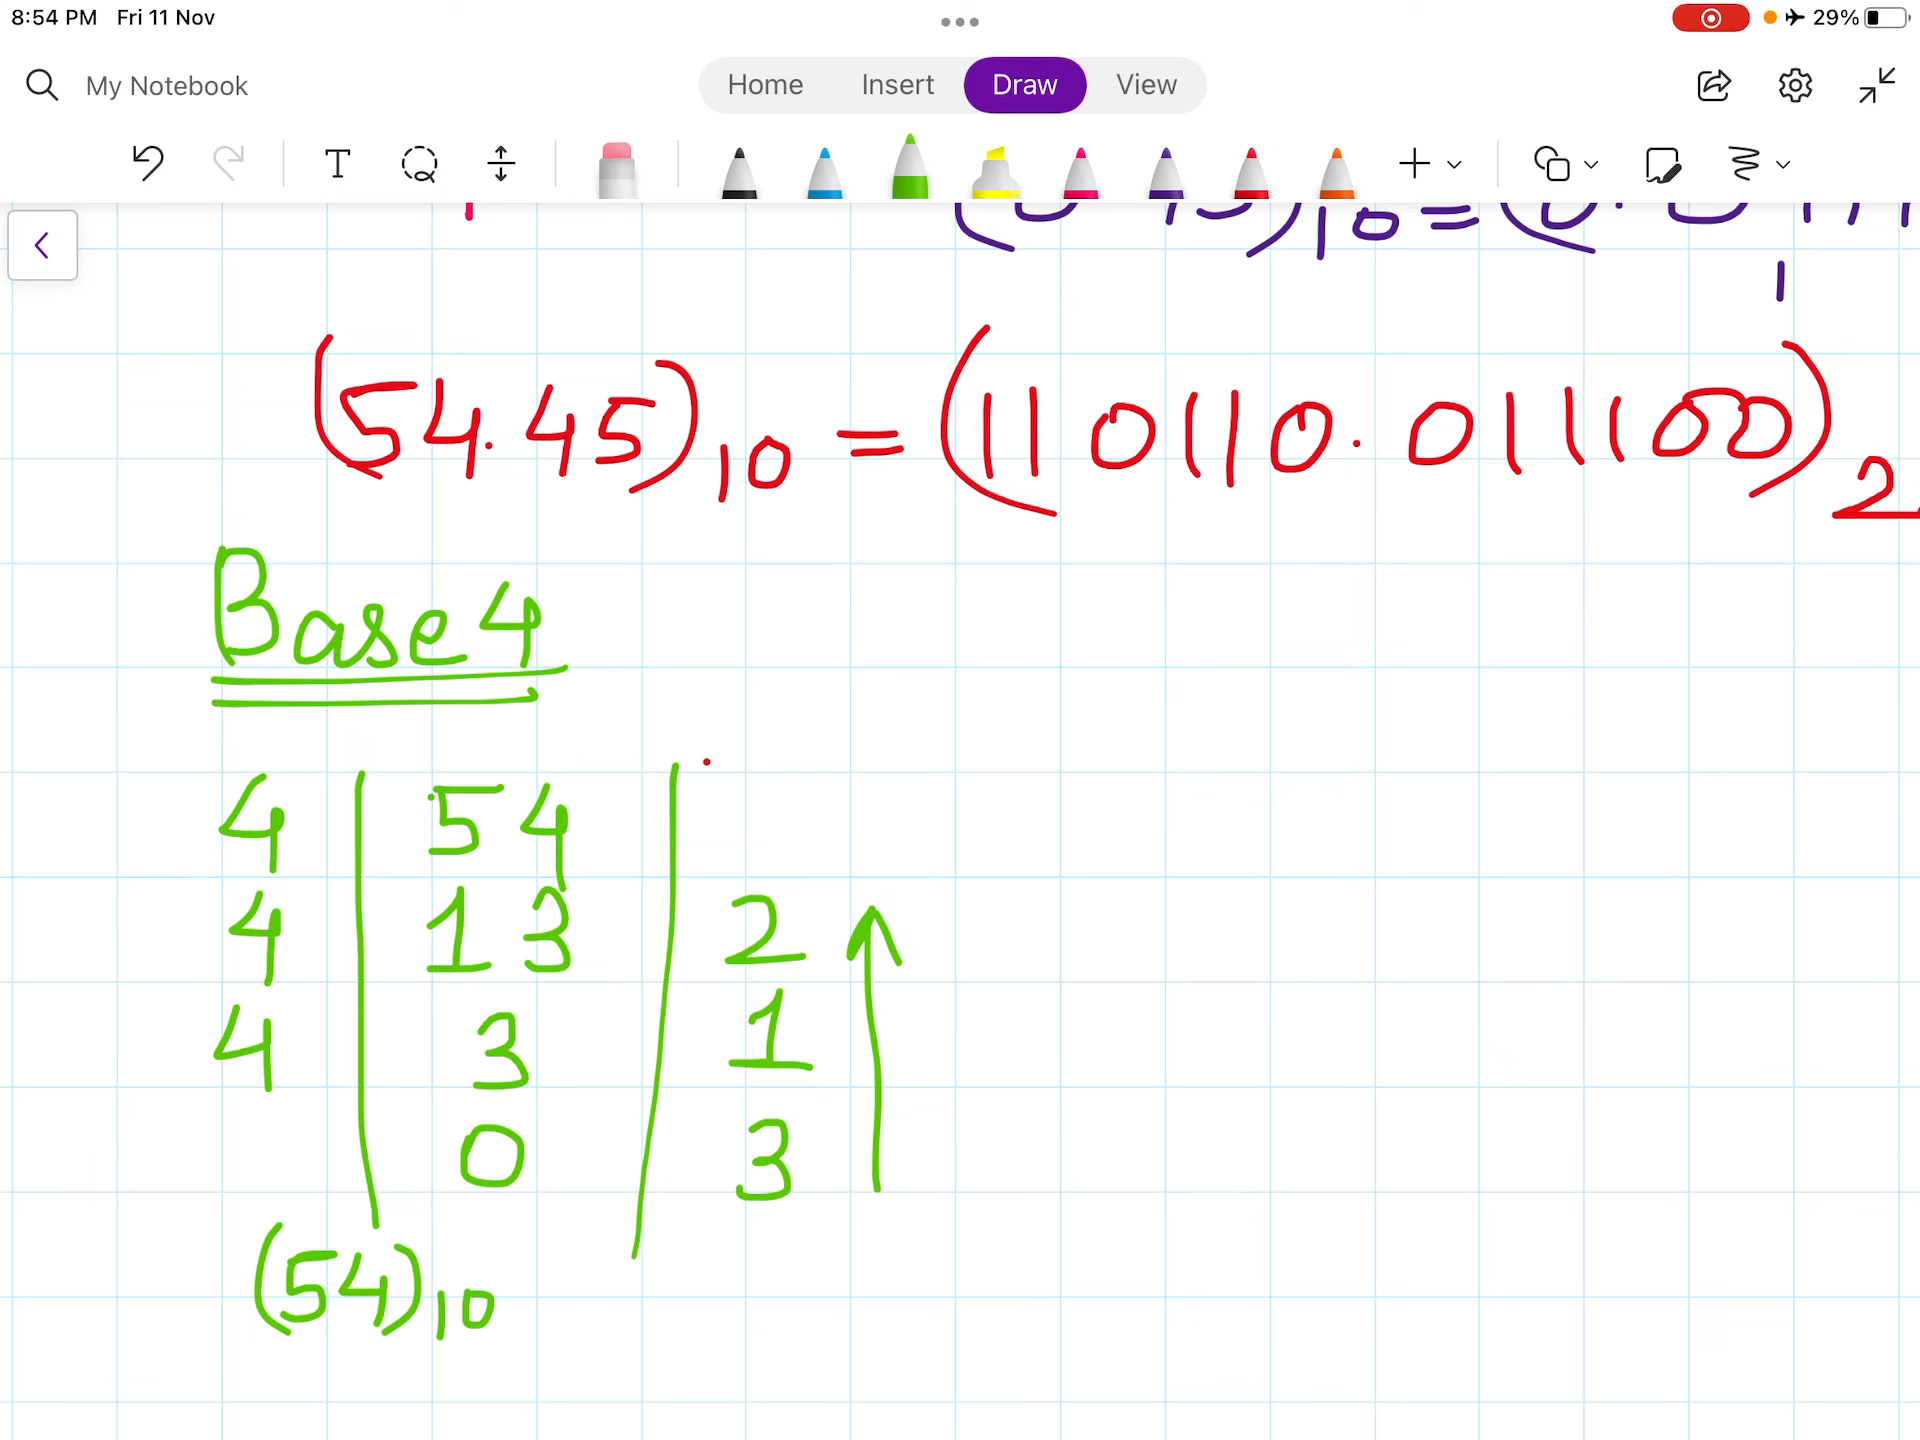 8:54 PM Fri 11 Nov
29%
My Notebook
Home Insert Draw View
T
(54.45)10 = (110110.011100)2
Base 4
4 54
4 13 2
4 3 1
0 3
(54)10